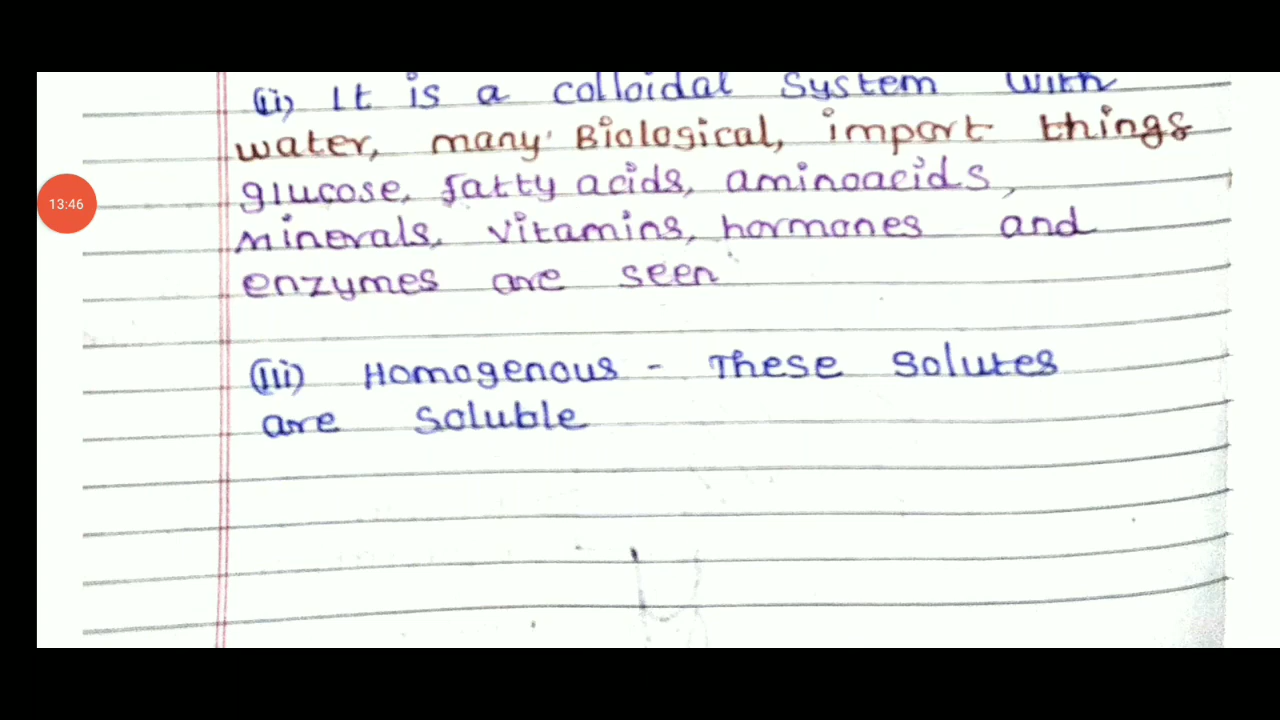 (ii) It is a colloidal System with
water, many Biological, import things
13:46
glucose, fatty acids, aminoacids,
minerals, vitamins, hormones and
enzymes are seen
(iii) Homogenous - These Solutes
are Soluble